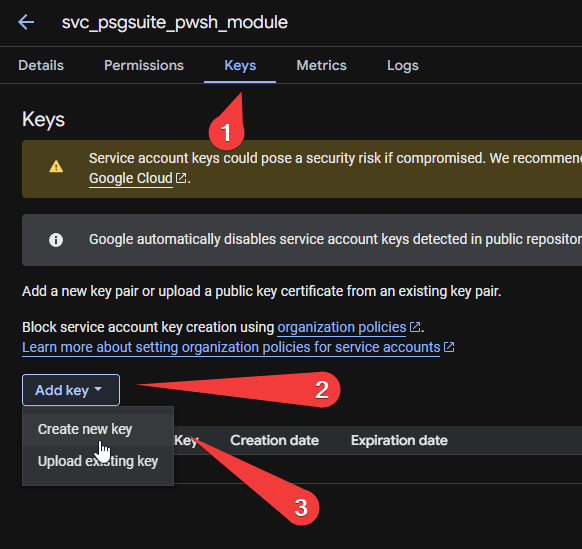 svc_psgsuite_pwsh_module
Details Permissions Keys Metrics Logs
1
Keys
Service account keys could pose a security risk if compromised. We recommen
Google Cloud.
Google automatically disables service account keys detected in public repositor
Add a new key pair or upload a public key certificate from an existing key pair.
Block service account key creation using organization policies.
Learn more about setting organization policies for service accounts
Add key
2
Create new key
Key Creation date Expiration date
Upload existing key
3